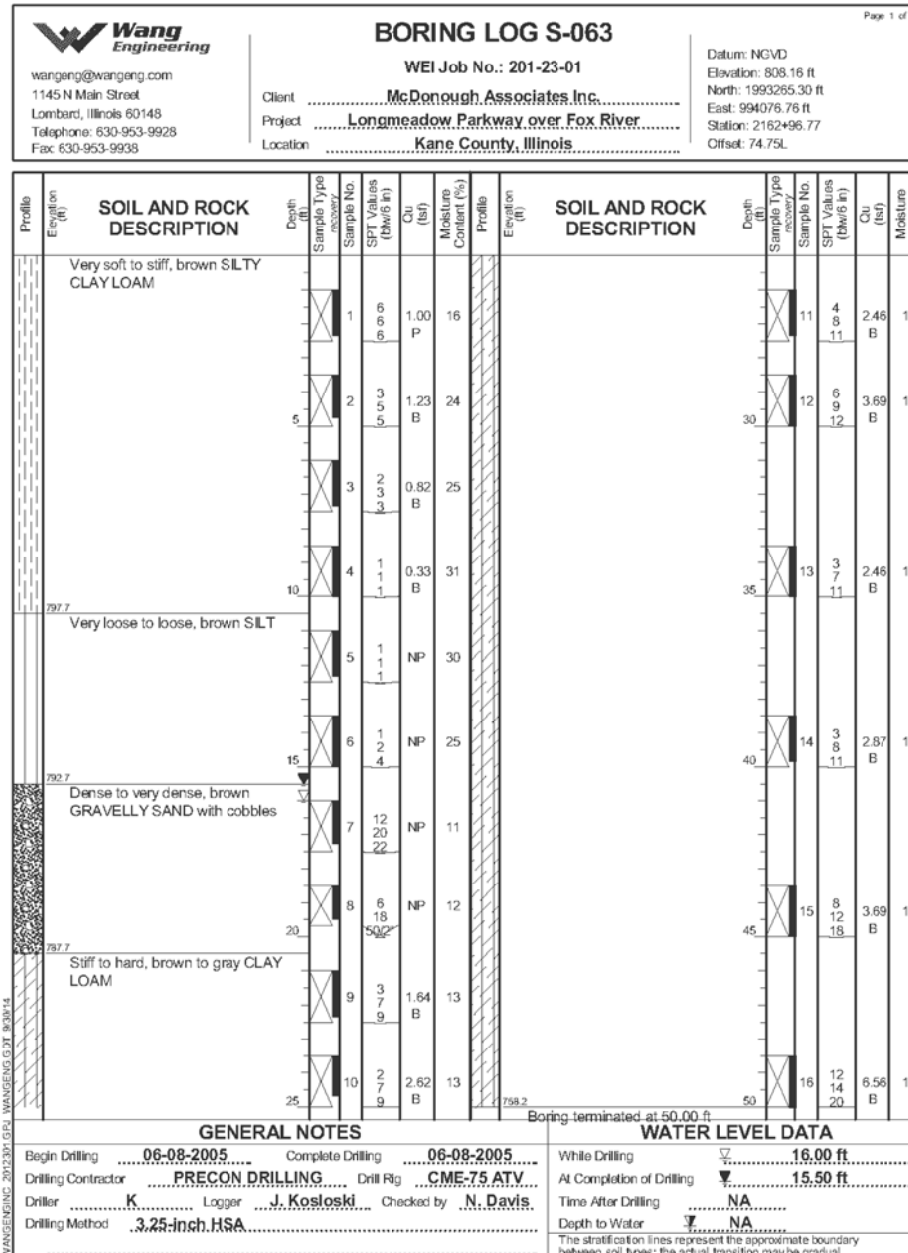 Page 1 of
Wang
Engineering
wangeng@wangeng.com
1145 N Main Street
Lombard, Illinois 60148
Telephone: 630-953-9928
Fax: 630-953-9938
BORING LOG S-063
WEI Job No.: 201-23-01
Client McDonough Associates Inc.
Project Longmeadow Parkway over Fox River
Location Kane County, Illinois
Datum: NGVD
Elevation: 808.16 ft
North: 1993265.30 ft
East: 994076.76 ft
Station: 2162+96.77
Offset: 74.75L
Profile
Elevation (ft)
SOIL AND ROCK DESCRIPTION
Depth (ft)
Sample Type recovery
Sample No.
SPT Values (blw/6 in)
Qu (tsf)
Moisture Content (%)
Profile
Elevation (ft)
SOIL AND ROCK DESCRIPTION
Depth (ft)
Sample Type recovery
Sample No.
SPT Values (blw/6 in)
Qu (tsf)
Moisture
Very soft to stiff, brown SILTY
CLAY LOAM
1 6 6 6 1.00 P 16
5 2 3 5 5 1.23 B 24
3 2 3 3 0.82 B 25
10 4 1 1 1 0.33 B 31
797.7
Very loose to loose, brown SILT
5 1 1 1 NP 30
15 6 1 2 4 NP 25
792.7
Dense to very dense, brown
GRAVELLY SAND with cobbles
7 12 20 22 NP 11
20 8 6 18 50/2" NP 12
787.7
Stiff to hard, brown to gray CLAY
LOAM
9 3 7 9 1.64 B 13
25 10 2 7 9 2.62 B 13
11 4 8 11 2.46 B 1
30 12 6 9 12 3.69 B 1
35 13 3 7 11 2.46 B 1
40 14 3 8 11 2.87 B 1
45 15 8 12 18 3.69 B 1
50 16 12 14 20 6.56 B 1
758.2
Boring terminated at 50.00 ft
GENERAL NOTES
Begin Drilling 06-08-2005 Complete Drilling 06-08-2005
Drilling Contractor PRECON DRILLING Drill Rig CME-75 ATV
Driller K Logger J. Kosloski Checked by N. Davis
Drilling Method 3.25-inch HSA
WATER LEVEL DATA
While Drilling 16.00 ft
At Completion of Drilling 15.50 ft
Time After Drilling NA
Depth to Water NA
The stratification lines represent the approximate boundary
between soil types; the actual transition may be gradual
WANGENGINC 2012301.GPJ WANGENG.GDT 9/30/14